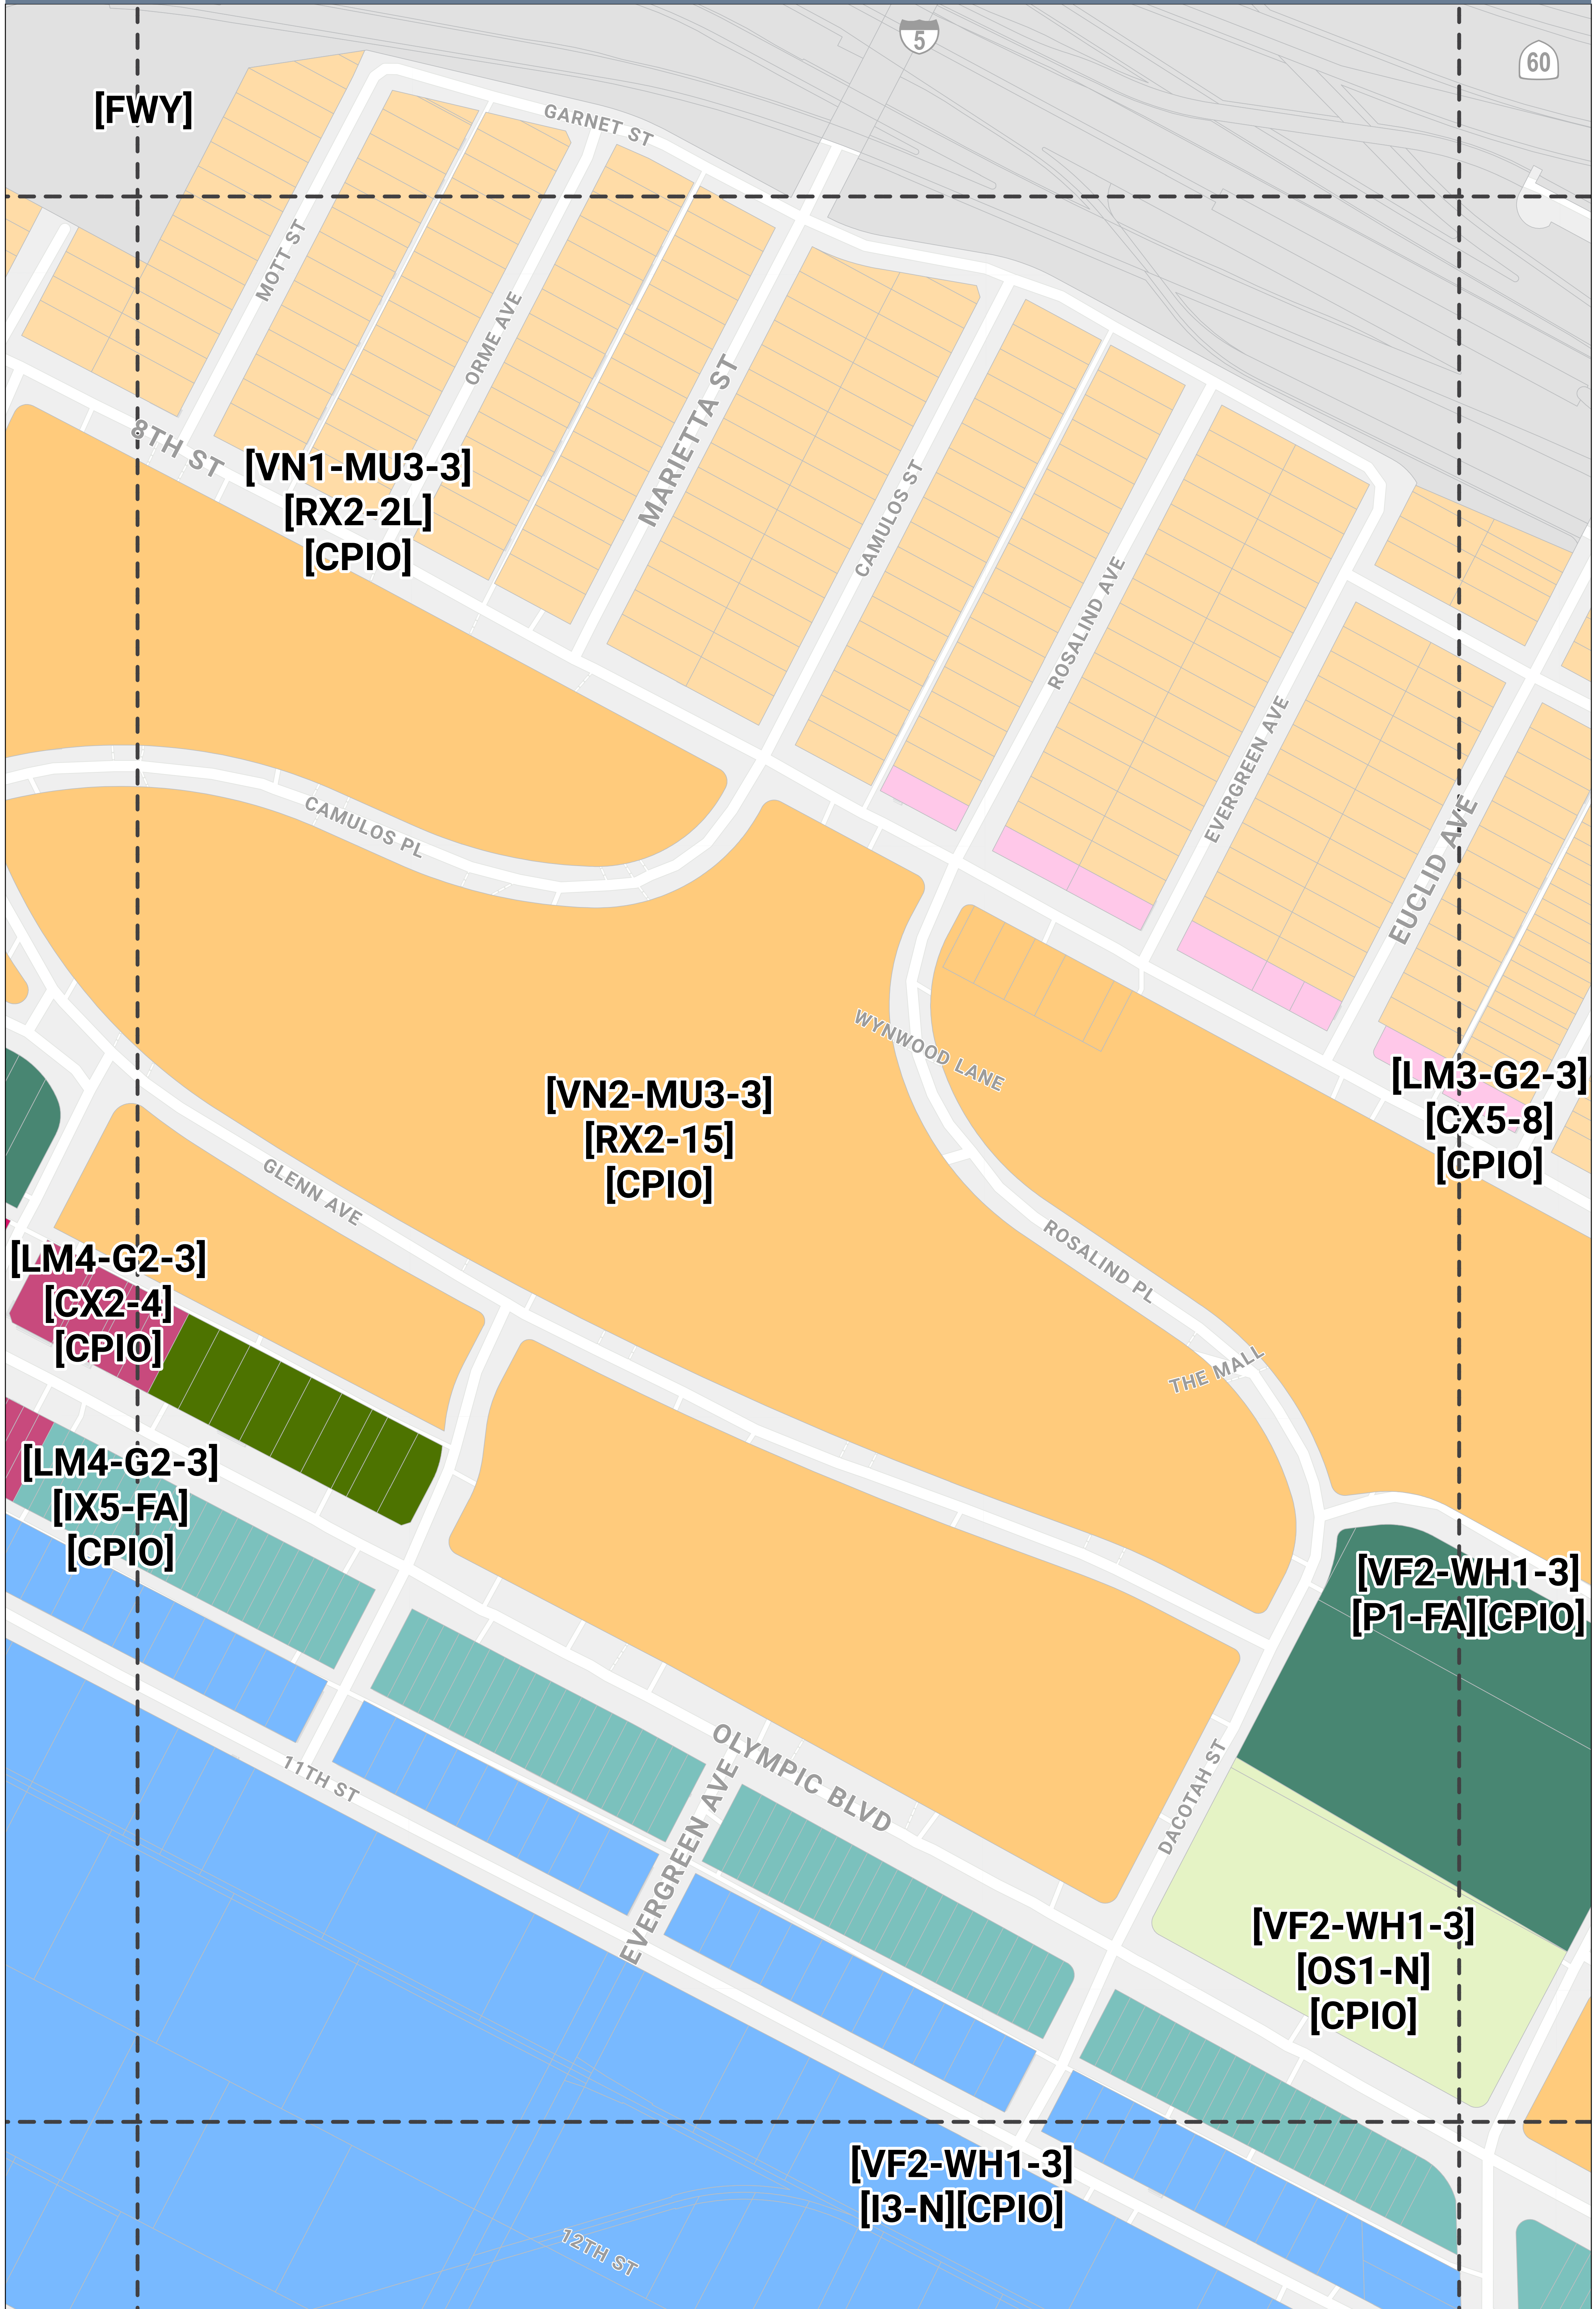 5
60
[FWY]
GARNET ST
MOTT ST
ORME AVE
MARIETTA ST
8TH ST
[VN1-MU3-3]
[RX2-2L]
[CPIO]
CAMULOS ST
ROSALIND AVE
EVERGREEN AVE
EUCLID AVE
CAMULOS PL
WYNWOOD LANE
[LM3-G2-3]
[CX5-8]
[CPIO]
[VN2-MU3-3]
[RX2-15]
[CPIO]
GLENN AVE
ROSALIND PL
[LM4-G2-3]
[CX2-4]
[CPIO]
THE MALL
[LM4-G2-3]
[IX5-FA]
[CPIO]
[VF2-WH1-3]
[P1-FA][CPIO]
OLYMPIC BLVD
11TH ST
EVERGREEN AVE
DACOTAH ST
[VF2-WH1-3]
[OS1-N]
[CPIO]
[VF2-WH1-3]
[I3-N][CPIO]
12TH ST